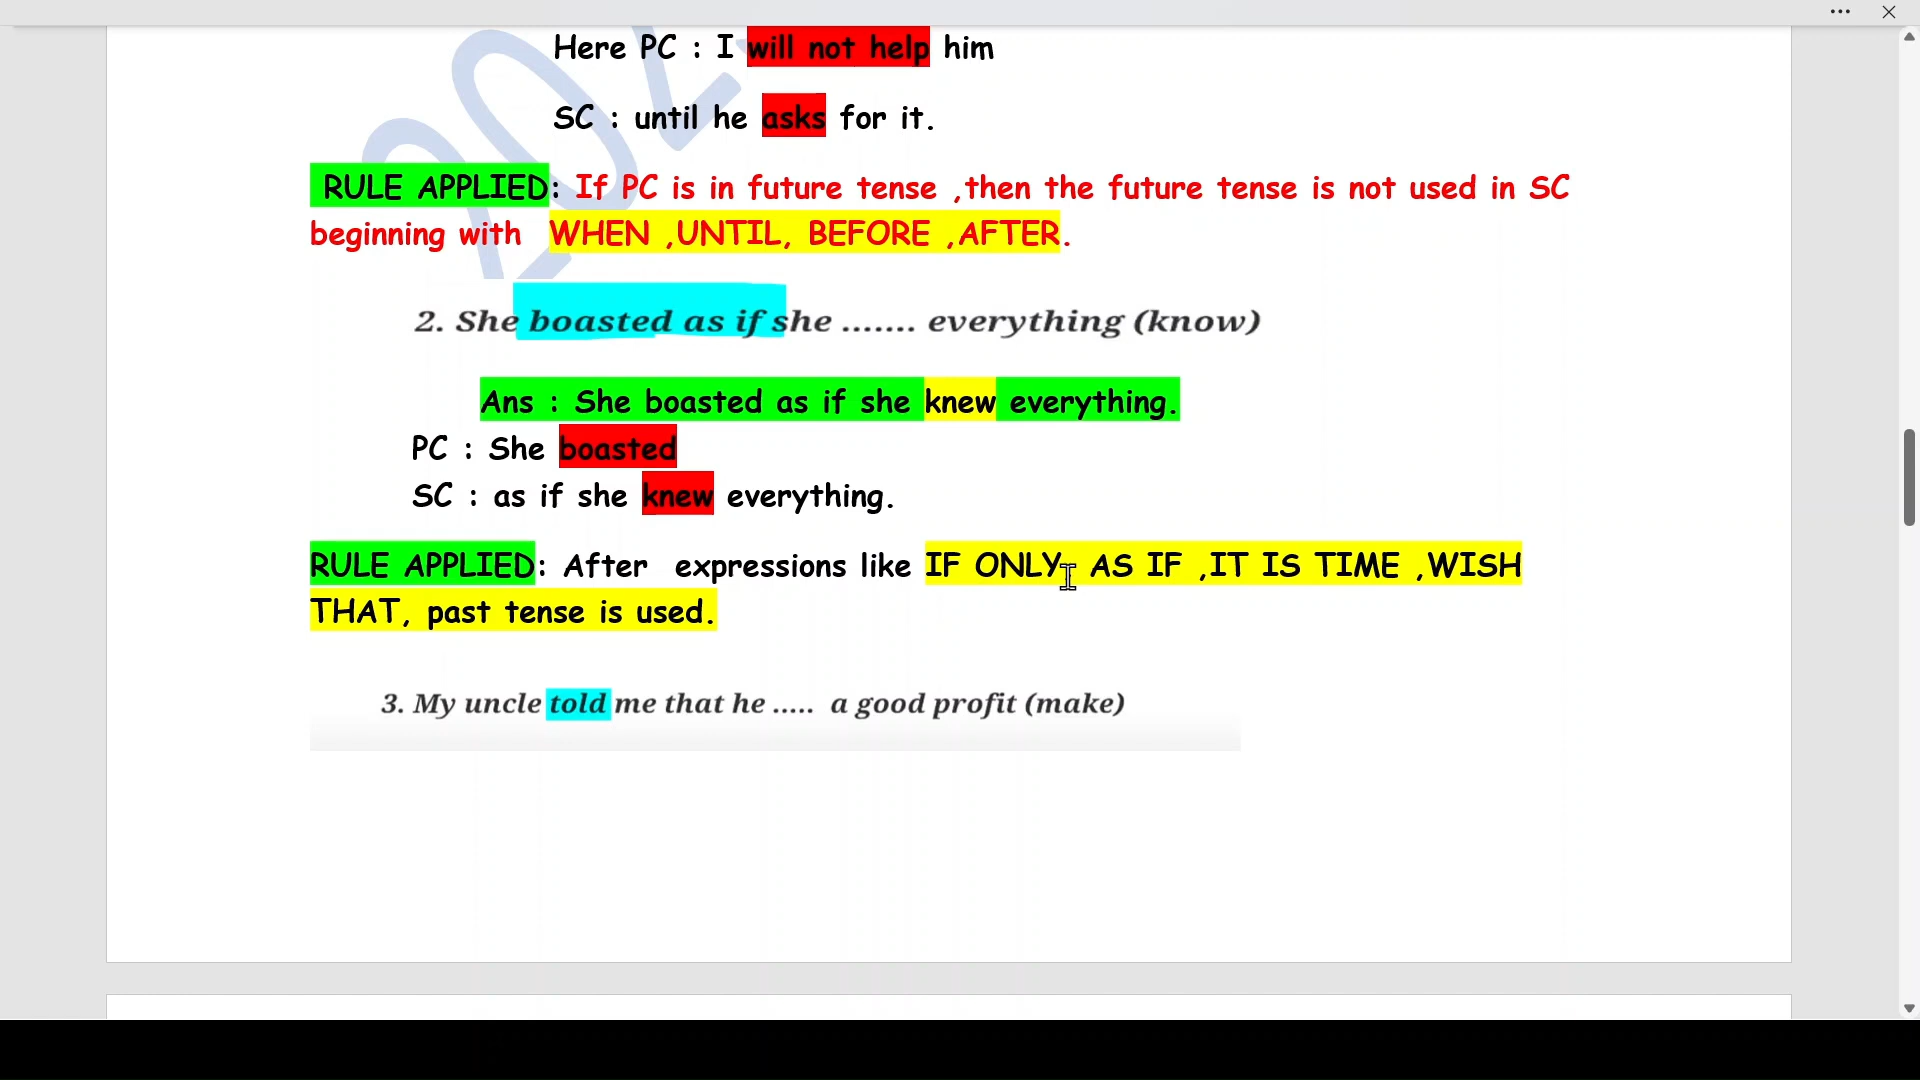 Here PC : I will not help him
SC : until he asks for it.
RULE APPLIED: If PC is in future tense ,then the future tense is not used in SC
beginning with WHEN ,UNTIL, BEFORE ,AFTER.
2. She boasted as if she ....... everything (know)
Ans : She boasted as if she knew everything.
PC : She boasted
SC : as if she knew everything.
RULE APPLIED: After expressions like IF ONLY, AS IF ,IT IS TIME ,WISH
THAT, past tense is used.
3. My uncle told me that he ..... a good profit (make)